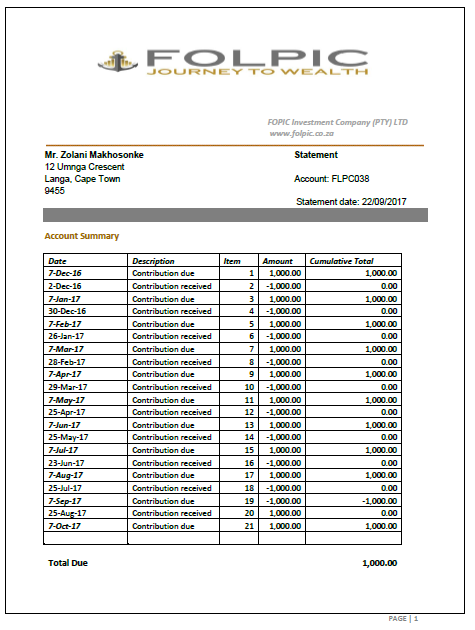 FOLPIC
JOURNEY TO WEALTH
FOPIC Investment Company (PTY) LTD
www.folpic.co.za
Mr. Zolani Makhosonke Statement
12 Umnga Crescent
Langa, Cape Town Account: FLPC038
9455
Statement date: 22/09/2017
Account Summary
Date Description Item Amount Cumulative Total
7-Dec-16 Contribution due 1 1,000.00 1,000.00
2-Dec-16 Contribution received 2 -1,000.00 0.00
7-Jan-17 Contribution due 3 1,000.00 1,000.00
30-Dec-16 Contribution received 4 -1,000.00 0.00
7-Feb-17 Contribution due 5 1,000.00 1,000.00
26-Jan-17 Contribution received 6 -1,000.00 0.00
7-Mar-17 Contribution due 7 1,000.00 1,000.00
28-Feb-17 Contribution received 8 -1,000.00 0.00
7-Apr-17 Contribution due 9 1,000.00 1,000.00
29-Mar-17 Contribution received 10 -1,000.00 0.00
7-May-17 Contribution due 11 1,000.00 1,000.00
25-Apr-17 Contribution received 12 -1,000.00 0.00
7-Jun-17 Contribution due 13 1,000.00 1,000.00
25-May-17 Contribution received 14 -1,000.00 0.00
7-Jul-17 Contribution due 15 1,000.00 1,000.00
23-Jun-17 Contribution received 16 -1,000.00 0.00
7-Aug-17 Contribution due 17 1,000.00 1,000.00
25-Jul-17 Contribution received 18 -1,000.00 0.00
7-Sep-17 Contribution due 19 -1,000.00 -1,000.00
25-Aug-17 Contribution received 20 1,000.00 0.00
7-Oct-17 Contribution due 21 1,000.00 1,000.00
Total Due 1,000.00
PAGE | 1